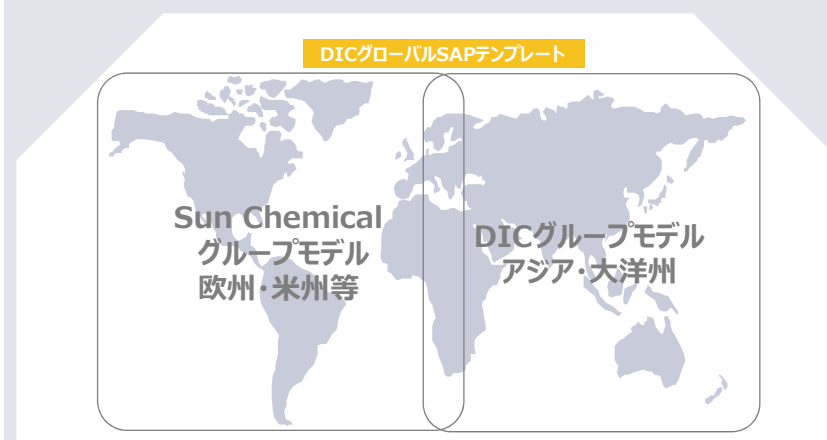 DICグローバルSAPテンプレート
Sun Chemical
グループモデル
欧州・米州等
DICグループモデル
アジア・大洋州